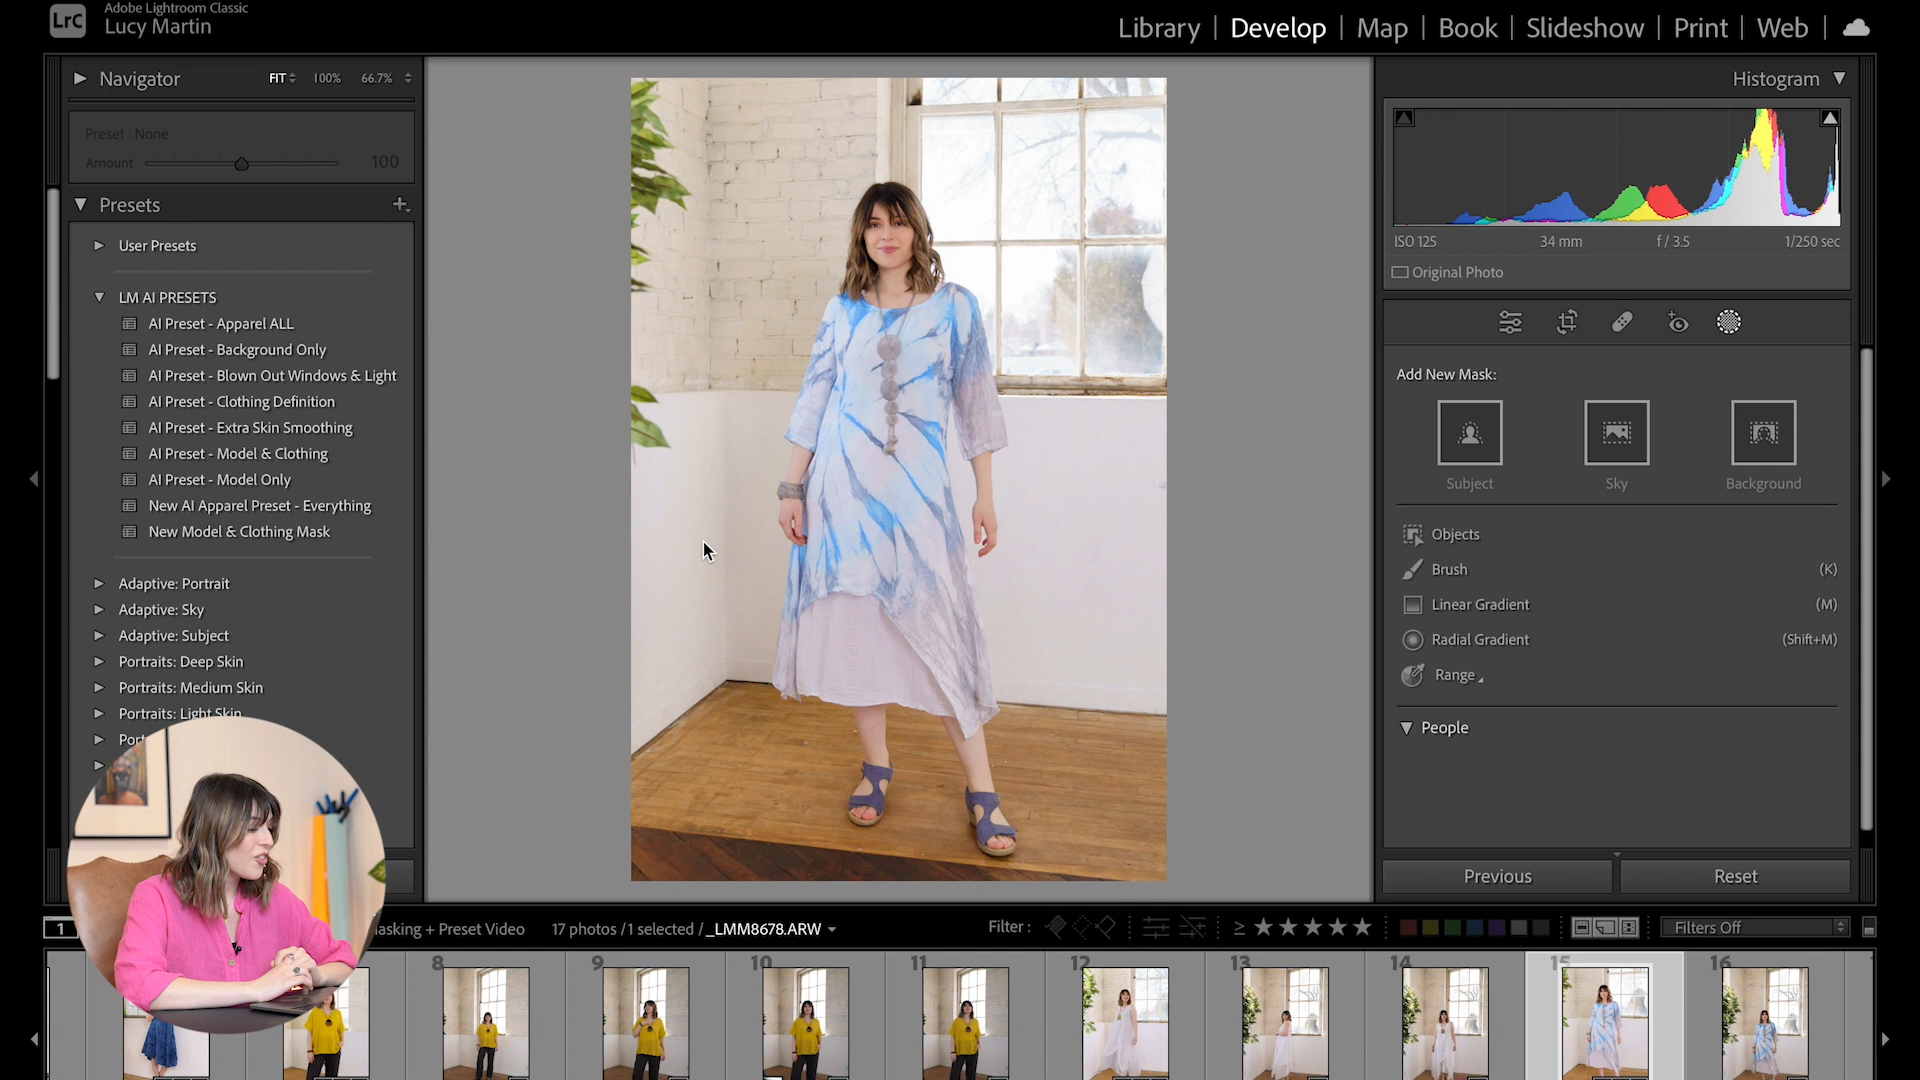 LrC
Adobe Lightroom Classic
Lucy Martin
Library | Develop | Map | Book | Slideshow | Print | Web |
Navigator FIT 100% 66.7%
Preset : None
Amount 100
Presets
User Presets
LM AI PRESETS
AI Preset - Apparel ALL
AI Preset - Background Only
AI Preset - Blown Out Windows & Light
AI Preset - Clothing Definition
AI Preset - Extra Skin Smoothing
AI Preset - Model & Clothing
AI Preset - Model Only
New AI Apparel Preset - Everything
New Model & Clothing Mask
Adaptive: Portrait
Adaptive: Sky
Adaptive: Subject
Portraits: Deep Skin
Portraits: Medium Skin
Portraits: Light Skin
Histogram
ISO 125 34 mm f / 3.5 1/250 sec
Original Photo
Add New Mask:
Subject Sky Background
Objects
Brush (K)
Linear Gradient (M)
Radial Gradient (Shift+M)
Range
People
Previous Reset
1 asking + Preset Video 17 photos /1 selected /_LMM8678.ARW Filter : ≥ ★★★★★ Filters Off
8 9 10 11 12 13 14 15 16